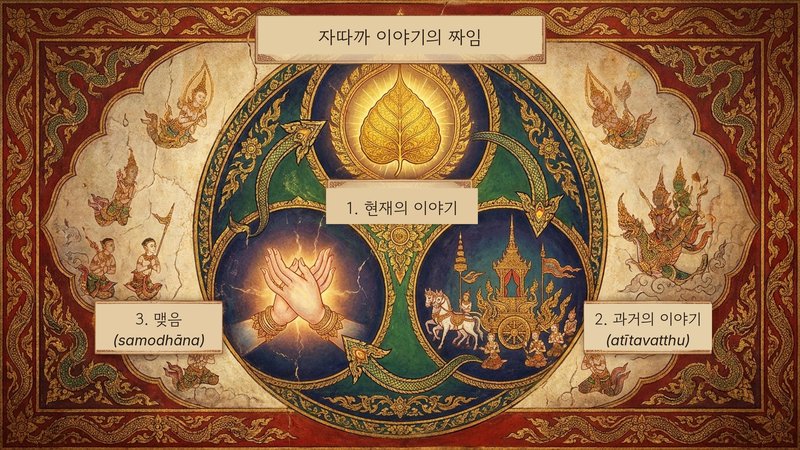 자따까 이야기의 짜임
1. 현재의 이야기
3. 맺음
(samodhāna)
2. 과거의 이야기
(atītavatthu)